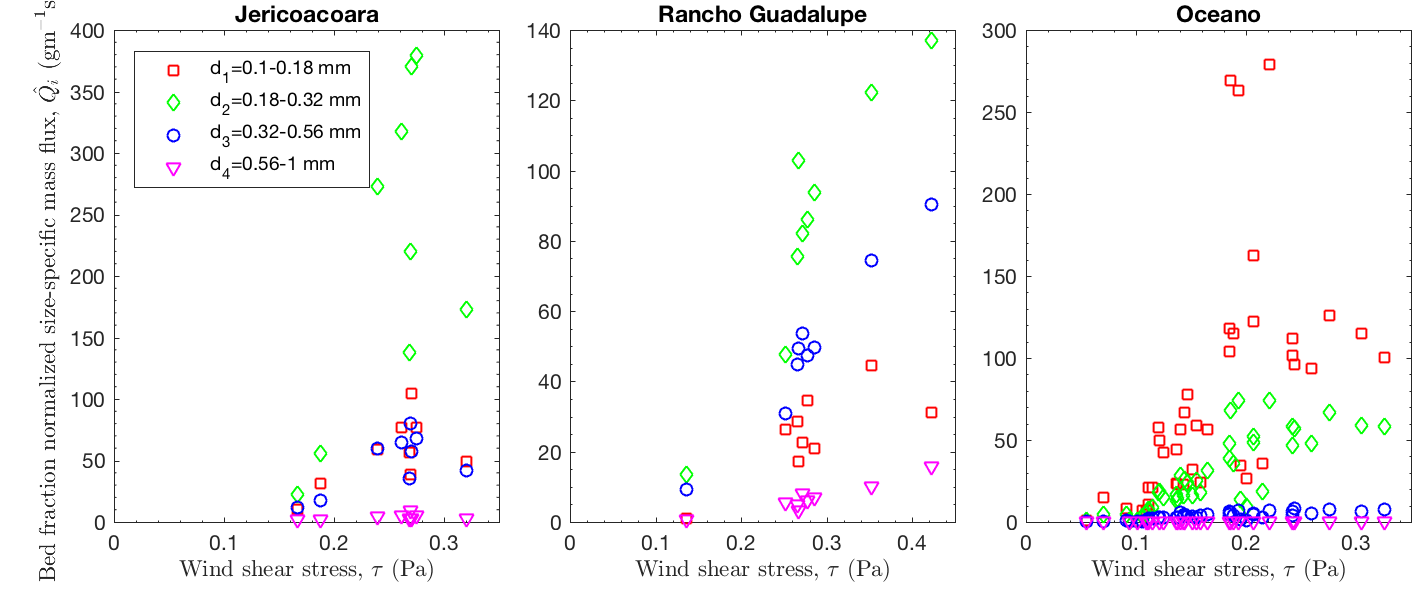 Jericoacoara
Rancho Guadalupe
Oceano
Bed fraction normalized size-specific mass flux, Q̂ᵢ (gm⁻¹s
400
350
300
250
200
150
100
50
0
d₁=0.1-0.18 mm
d₂=0.18-0.32 mm
d₃=0.32-0.56 mm
d₄=0.56-1 mm
0 0.1 0.2 0.3
Wind shear stress, τ (Pa)
140
120
100
80
60
40
20
0
0 0.1 0.2 0.3 0.4
Wind shear stress, τ (Pa)
300
250
200
150
100
50
0
0 0.1 0.2 0.3
Wind shear stress, τ (Pa)